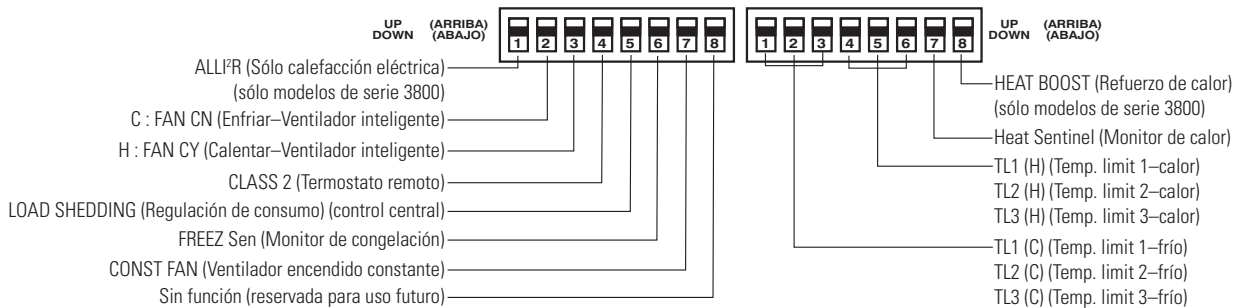 UP (ARRIBA)
DOWN (ABAJO)
1 2 3 4 5 6 7 8
ALLI²R (Sólo calefacción eléctrica)
(sólo modelos de serie 3800)
C : FAN CN (Enfriar–Ventilador inteligente)
H : FAN CY (Calentar–Ventilador inteligente)
CLASS 2 (Termostato remoto)
LOAD SHEDDING (Regulación de consumo) (control central)
FREEZ Sen (Monitor de congelación)
CONST FAN (Ventilador encendido constante)
Sin función (reservada para uso futuro)
1 2 3 4 5 6 7 8
UP (ARRIBA)
DOWN (ABAJO)
HEAT BOOST (Refuerzo de calor)
(sólo modelos de serie 3800)
Heat Sentinel (Monitor de calor)
TL1 (H) (Temp. limit 1–calor)
TL2 (H) (Temp. limit 2–calor)
TL3 (H) (Temp. limit 3–calor)
TL1 (C) (Temp. limit 1–frío)
TL2 (C) (Temp. limit 2–frío)
TL3 (C) (Temp. limit 3–frío)